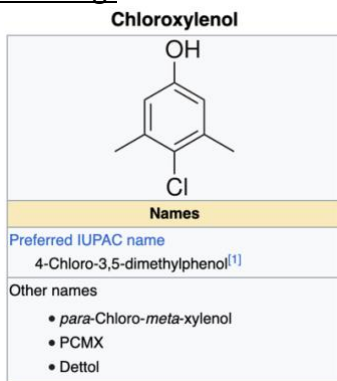 Chloroxylenol
OH
Cl
Names
Preferred IUPAC name
4-Chloro-3,5-dimethylphenol[1]
Other names
• para-Chloro-meta-xylenol
• PCMX
• Dettol